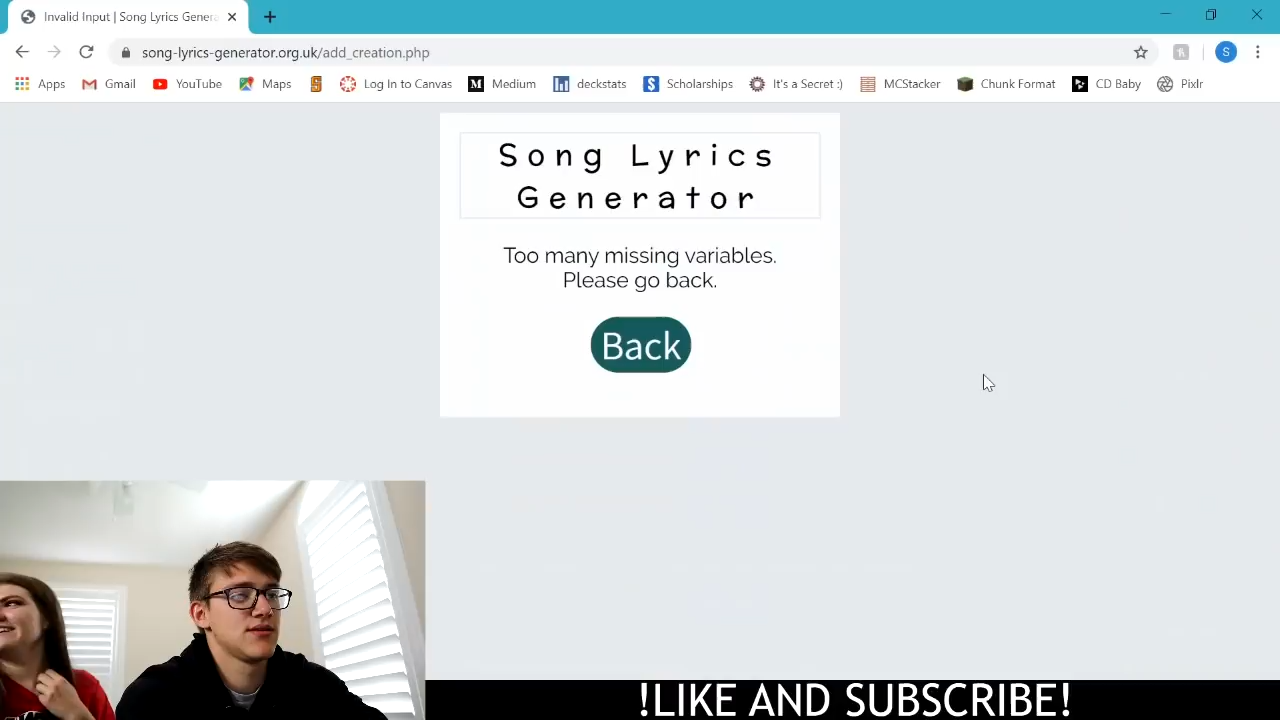 Invalid Input | Song Lyrics Genera
song-lyrics-generator.org.uk/add_creation.php
S
Apps Gmail YouTube Maps Log In to Canvas M Medium deckstats Scholarships It's a Secret :) MCStacker Chunk Format CD Baby Pixlr
Song Lyrics
Generator
Too many missing variables.
Please go back.
Back
!LIKE AND SUBSCRIBE!